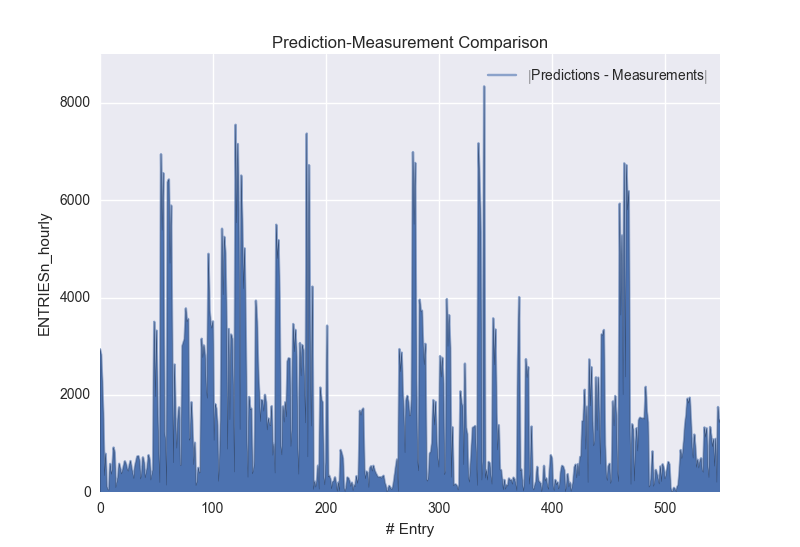 Prediction-Measurement Comparison
|Predictions - Measurements|
8000
6000
4000
2000
0
ENTRIESn_hourly
0 100 200 300 400 500
# Entry